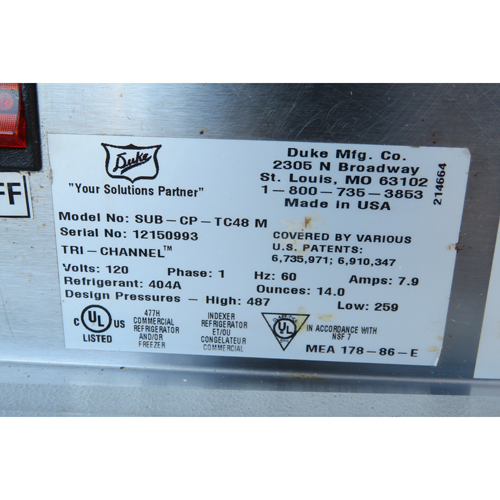 FF
Duke
"Your Solutions Partner"
Duke Mfg. Co.
2305 N Broadway
St. Louis, MO 63102
1-800-735-3853
Made in USA
214664
Model No: SUB-CP-TC48 M
Serial No: 12150993
TRI-CHANNEL™
COVERED BY VARIOUS
U.S. PATENTS:
6,735,971; 6,910,347
Volts: 120 Phase: 1 Hz: 60 Amps: 7.9
Refrigerant: 404A Ounces: 14.0
Design Pressures - High: 487 Low: 259
C UL US
LISTED
477H
COMMERCIAL
REFRIGERATOR
AND/OR
FREEZER
INDEXER
REFRIGERATOR
ET/OU
CONGELATEUR
COMMERCIAL
UL
IN ACCORDANCE WITH
NSF 7
MEA 178-86-E